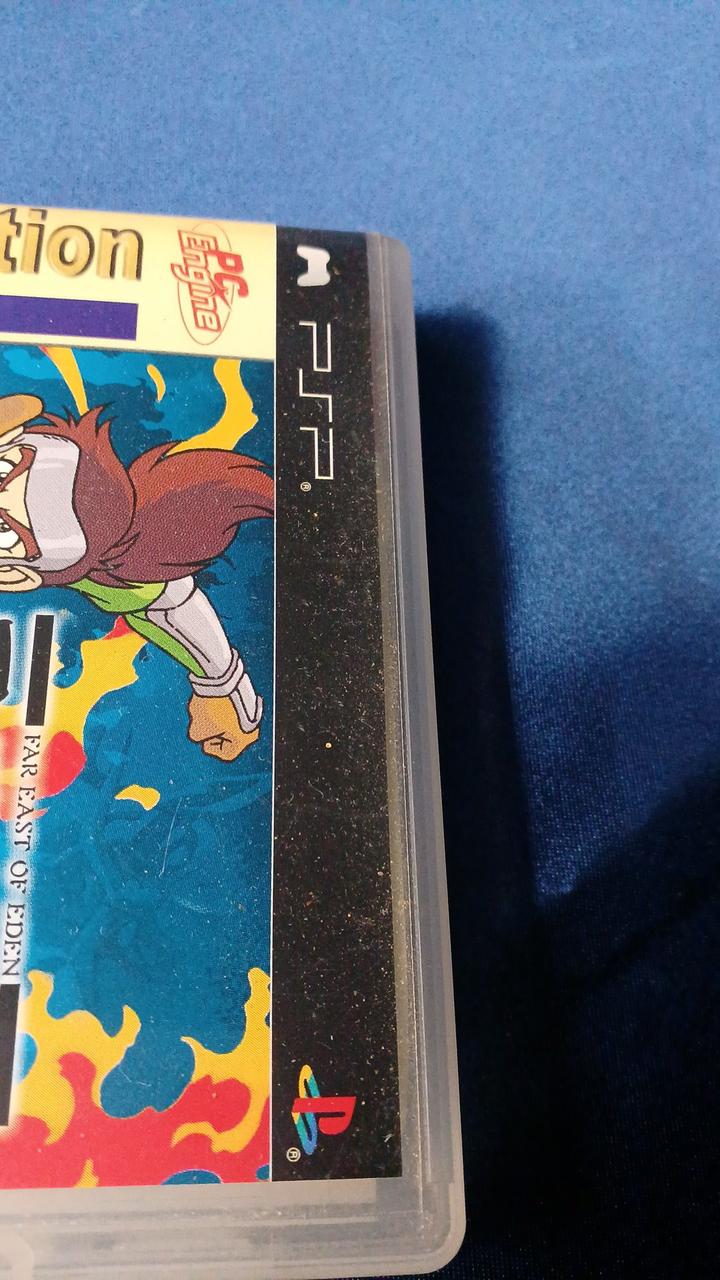 PSP®
tion
PC Engine
FAR EAST OF EDEN
®